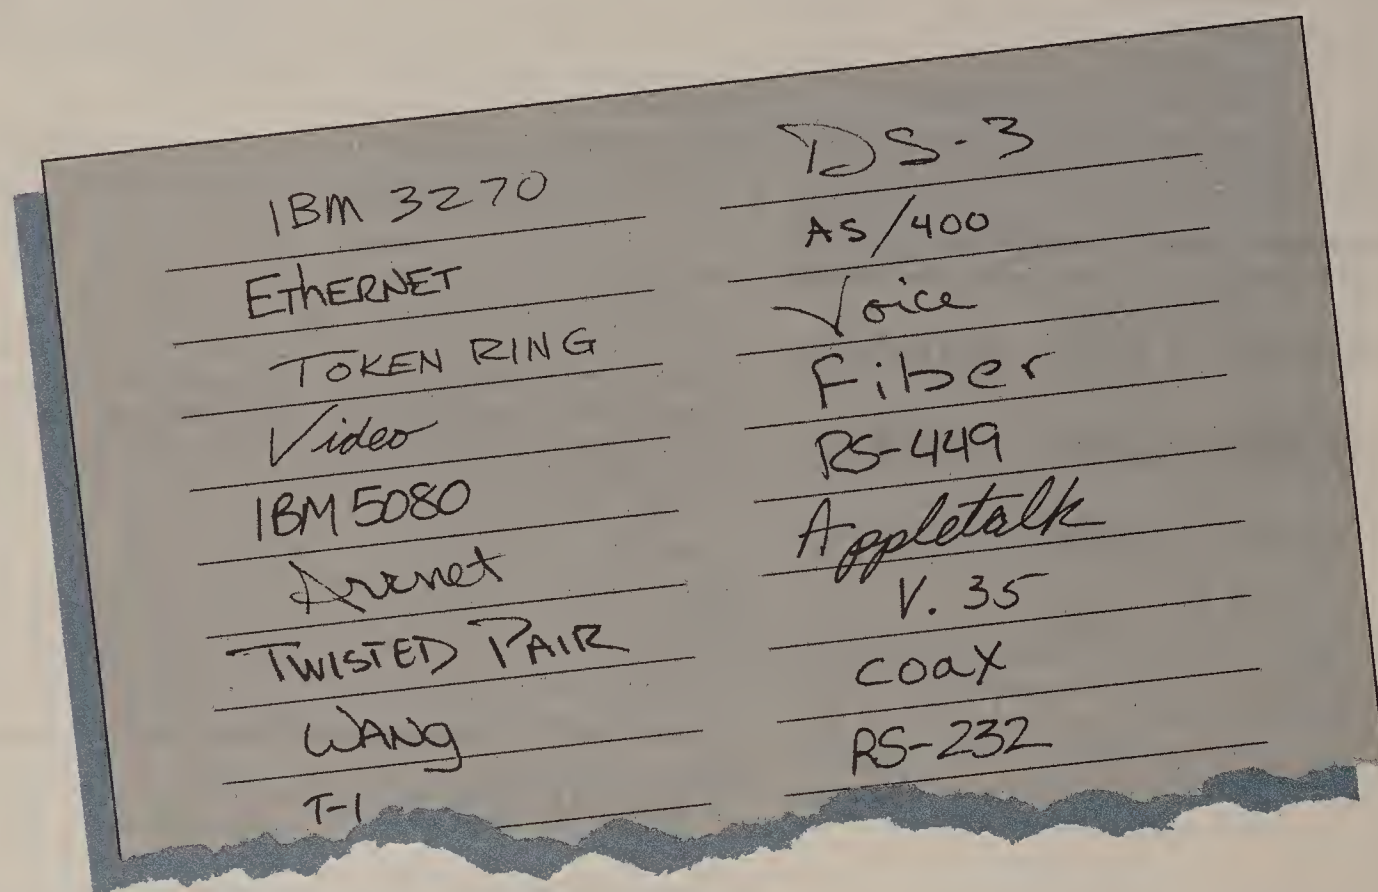 IBM 3270
EThERNET
TOKEN RING
Video
IBM 5080
Arcnet
TWISTED PAIR
WANg
T-1
DS-3
AS/400
Voice
Fiber
RS-449
Appletalk
V. 35
coax
RS-232